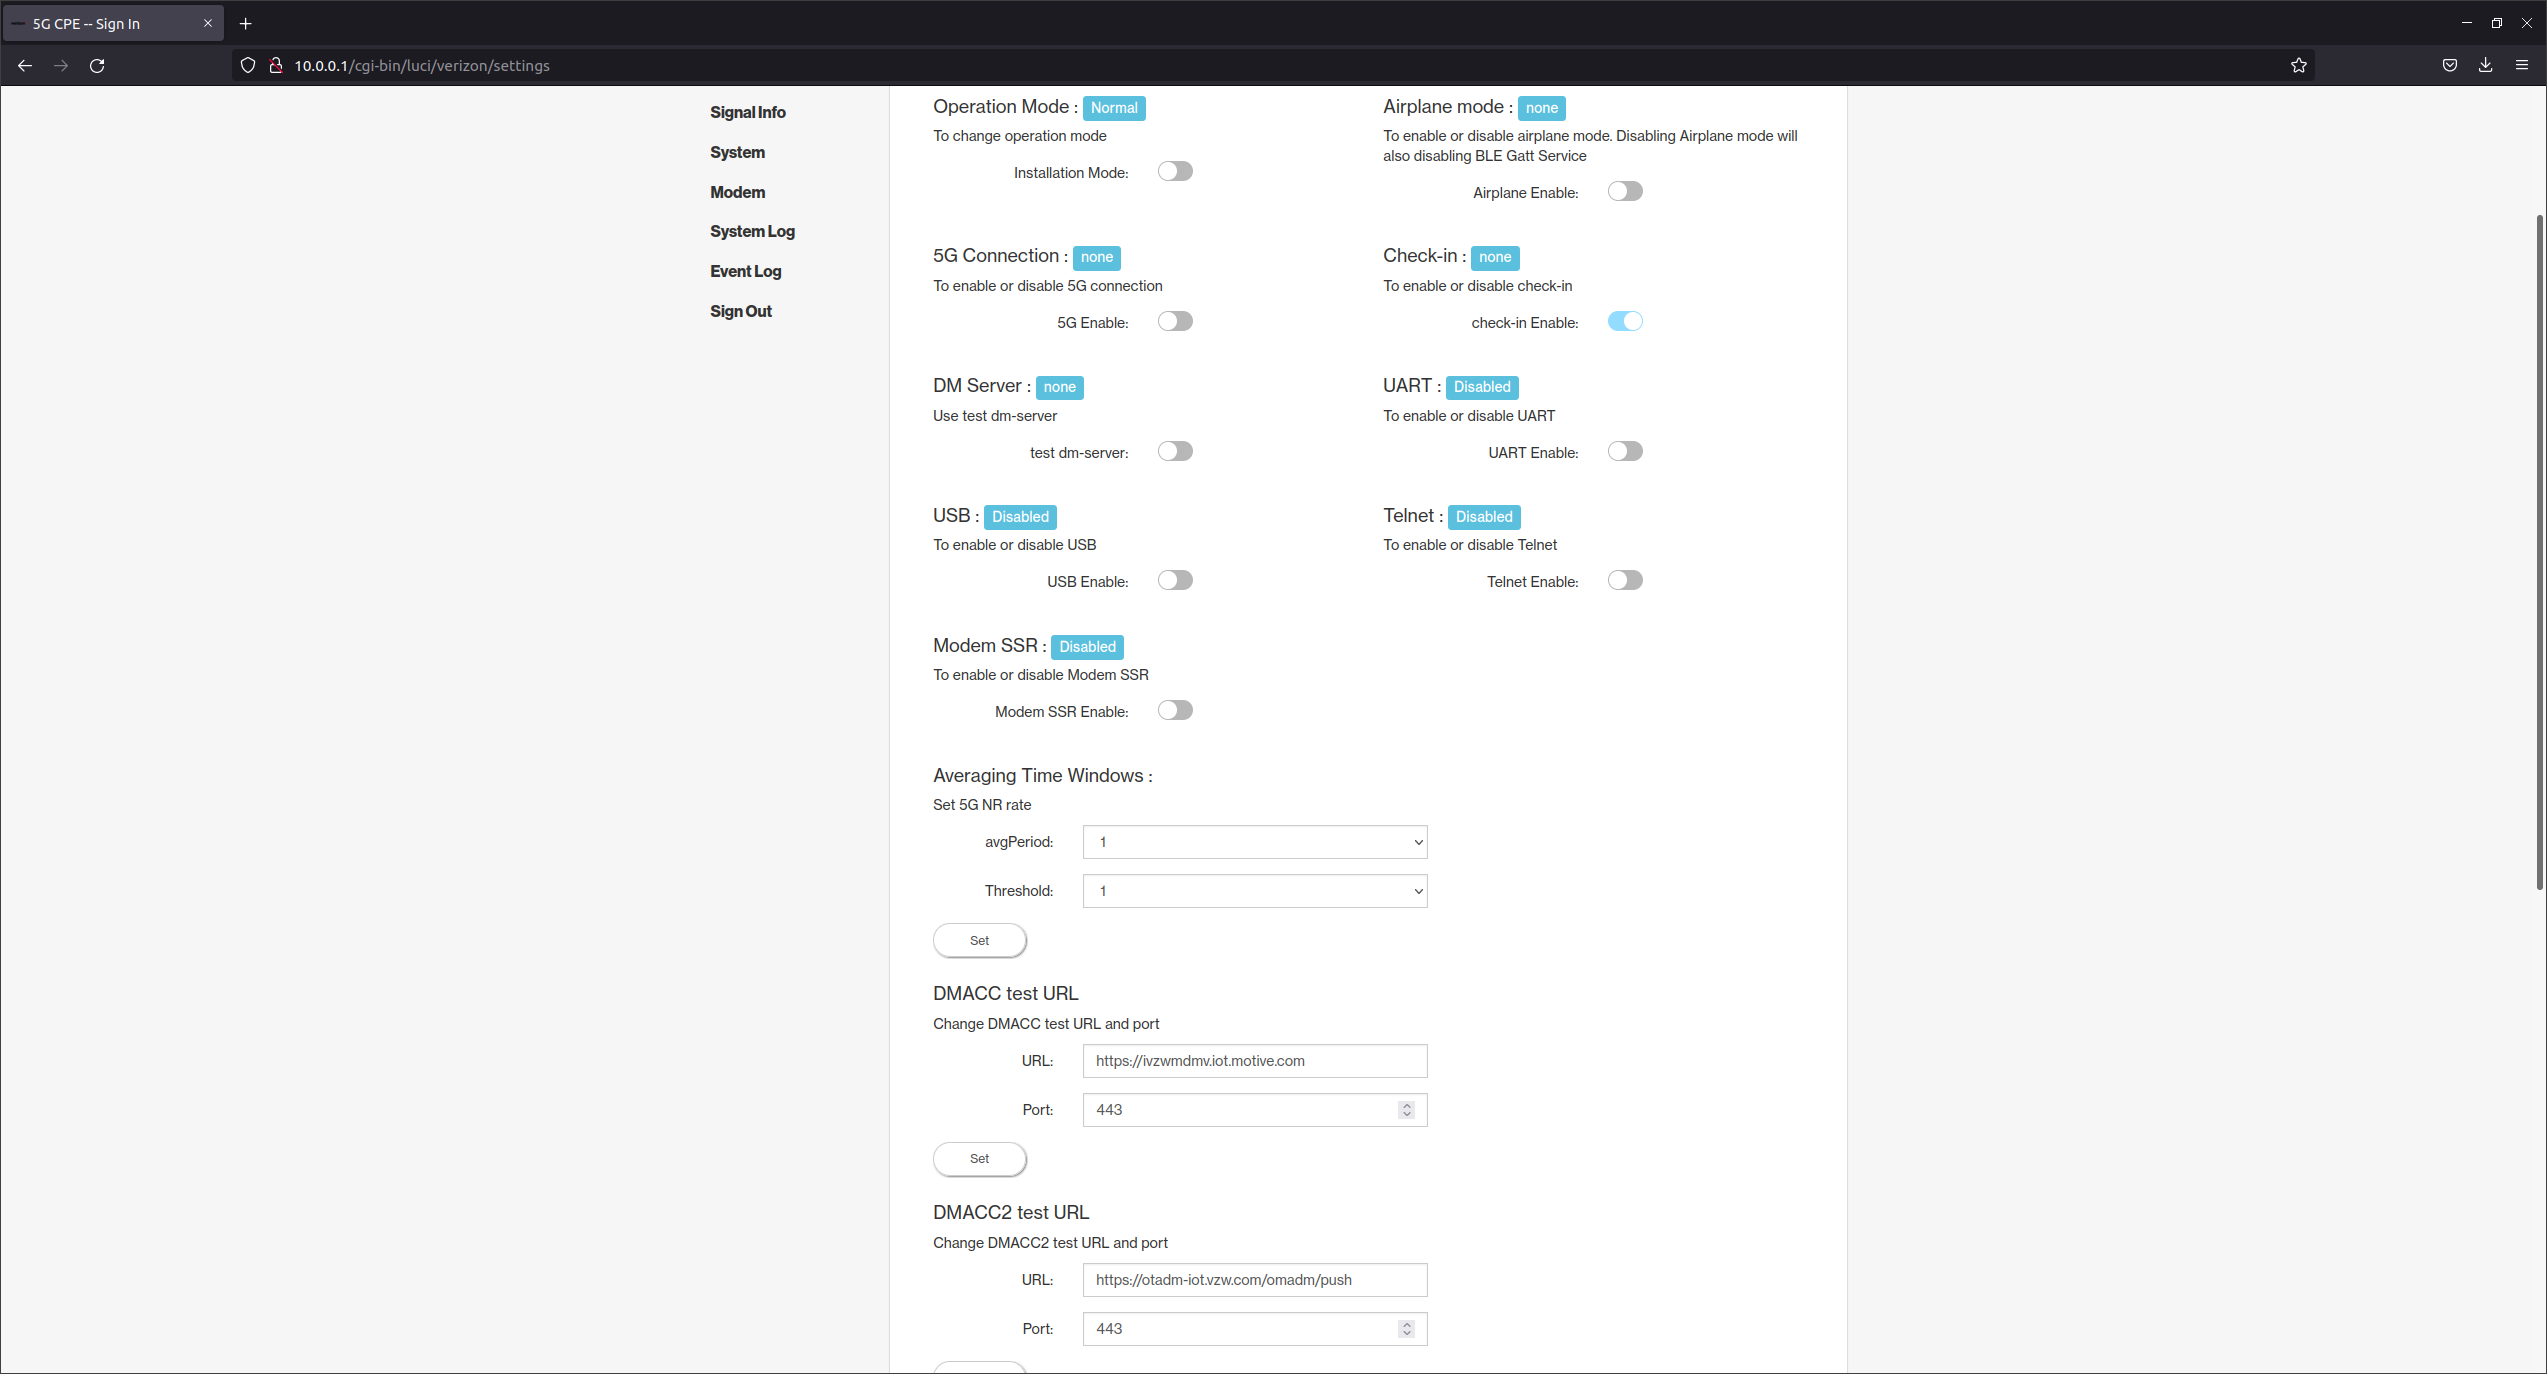 5G CPE -- Sign In
10.0.0.1/cgi-bin/luci/verizon/settings
Signal Info
System
Modem
System Log
Event Log
Sign Out
Operation Mode : Normal
To change operation mode
Installation Mode:
Airplane mode : none
To enable or disable airplane mode. Disabling Airplane mode will
also disabling BLE Gatt Service
Airplane Enable:
5G Connection : none
To enable or disable 5G connection
5G Enable:
Check-in : none
To enable or disable check-in
check-in Enable:
DM Server : none
Use test dm-server
test dm-server:
UART : Disabled
To enable or disable UART
UART Enable:
USB : Disabled
To enable or disable USB
USB Enable:
Telnet : Disabled
To enable or disable Telnet
Telnet Enable:
Modem SSR : Disabled
To enable or disable Modem SSR
Modem SSR Enable:
Averaging Time Windows :
Set 5G NR rate
avgPeriod: 1
Threshold: 1
Set
DMACC test URL
Change DMACC test URL and port
URL: https://ivzwmdmv.iot.motive.com
Port: 443
Set
DMACC2 test URL
Change DMACC2 test URL and port
URL: https://otadm-iot.vzw.com/omadm/push
Port: 443